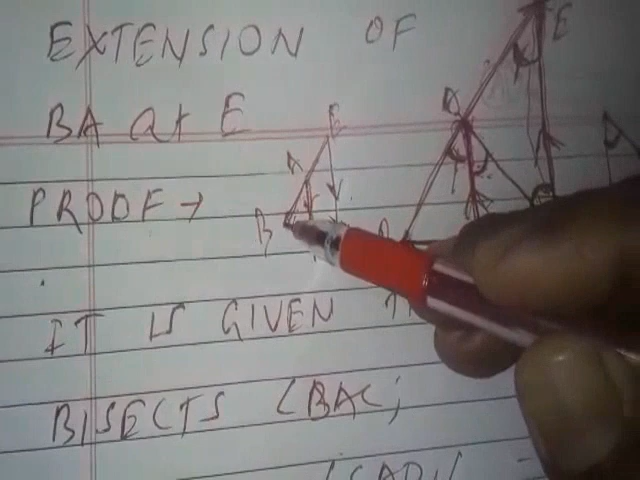 EXTENSION OF
BA at E
PROOF →
E
A
B
A
E
IT IS GIVEN
BISECTS ∠BAC;